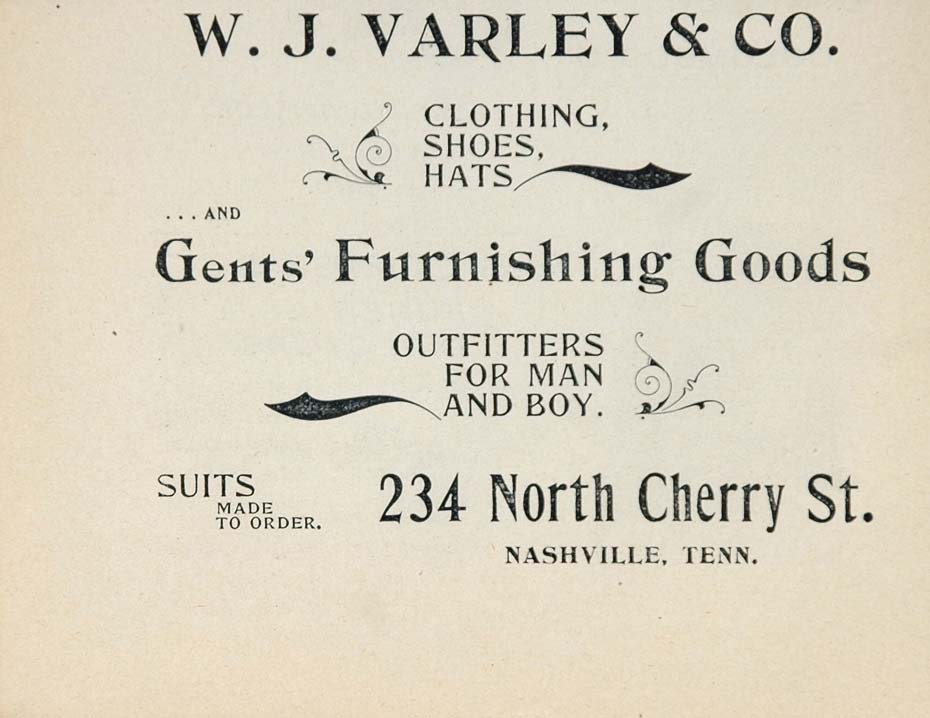 W. J. VARLEY & CO.
CLOTHING,
SHOES,
HATS
...AND
Gents' Furnishing Goods
OUTFITTERS
FOR MAN
AND BOY.
SUITS
MADE
TO ORDER.
234 North Cherry St.
NASHVILLE, TENN.